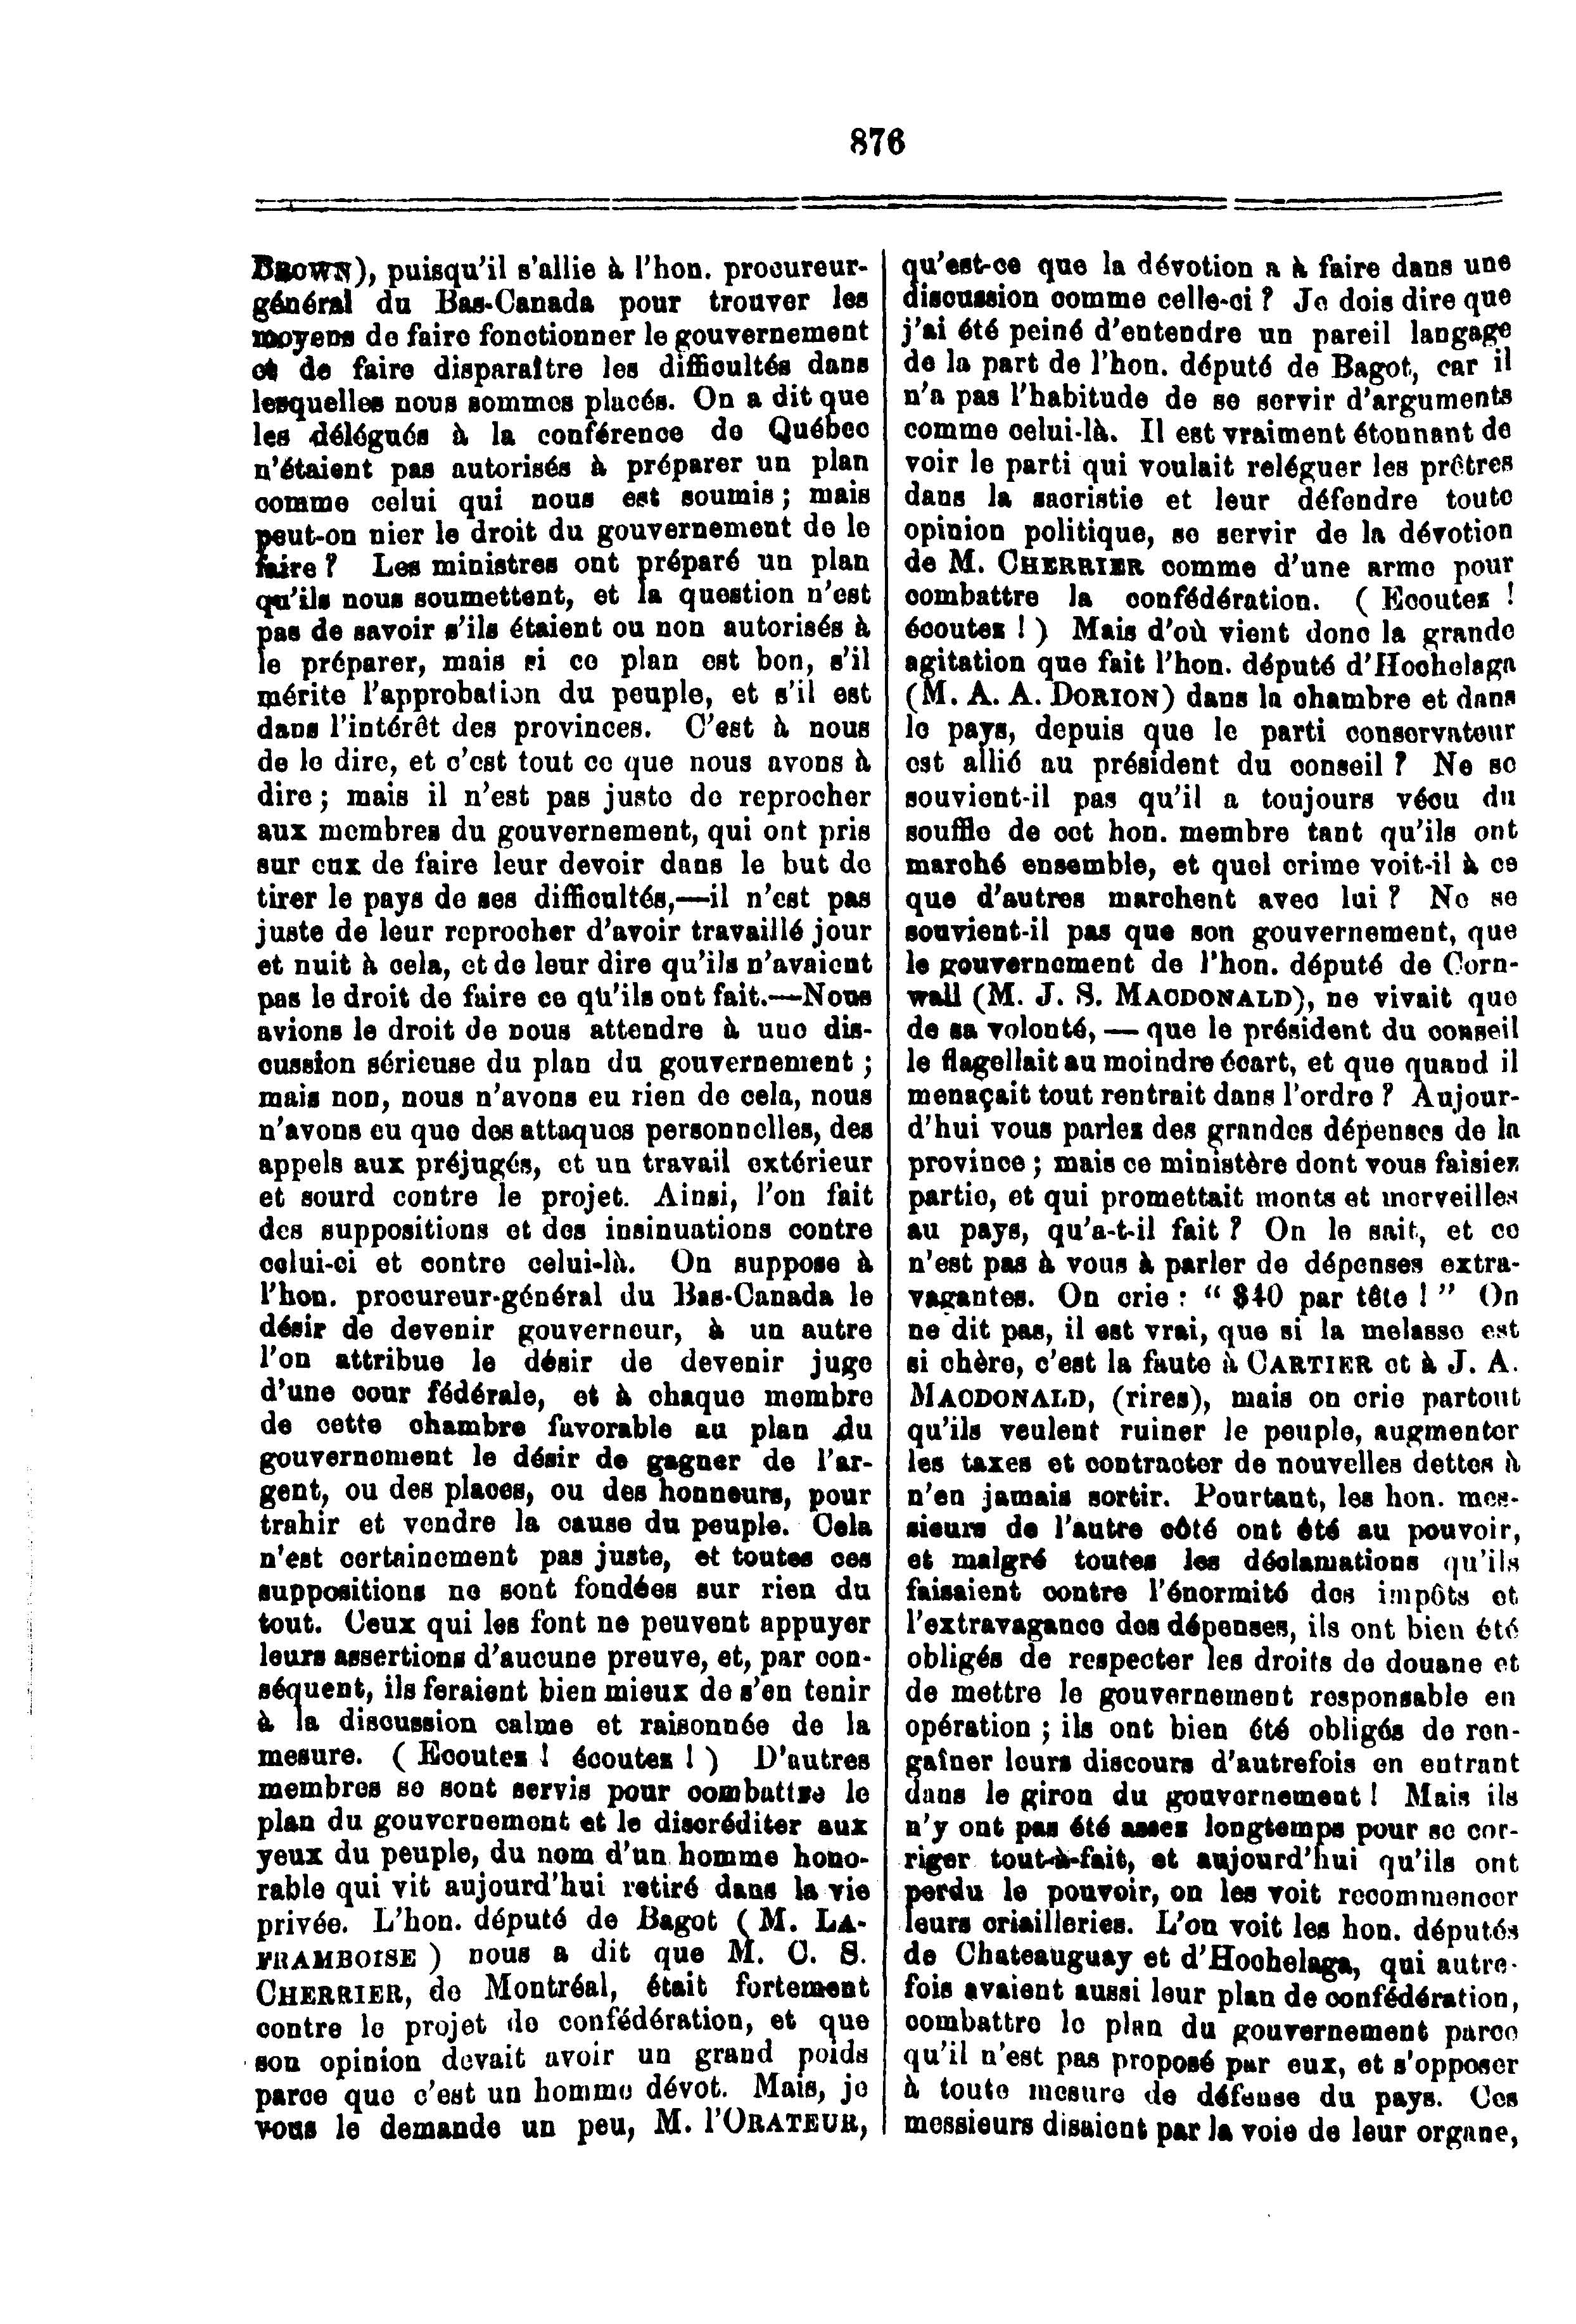 876
BROWN), puisqu'il s'allie à l'hon. procureur-
général du Bas-Canada pour trouver les
moyens de faire fonctionner le gouvernement
et de faire disparaître les difficultés dans
lesquelles nous sommes placés. On a dit que
les délégués à la conférence de Québec
n'étaient pas autorisés à préparer un plan
comme celui qui nous est soumis ; mais
peut-on nier le droit du gouvernement de le
faire ? Les ministres ont préparé un plan
qu'ils nous soumettent, et la question n'est
pas de savoir s'ils étaient ou non autorisés à
le préparer, mais si ce plan est bon, s'il
mérite l'approbation du peuple, et s'il est
dans l'intérêt des provinces. C'est à nous
de le dire, et c'est tout ce que nous avons à
dire ; mais il n'est pas juste de reprocher
aux membres du gouvernement, qui ont pris
sur eux de faire leur devoir dans le but de
tirer le pays de ses difficultés,—il n'est pas
juste de leur reprocher d'avoir travaillé jour
et nuit à cela, et de leur dire qu'ils n'avaient
pas le droit de faire ce qu'ils ont fait.—Nous
avions le droit de nous attendre à une dis-
cussion sérieuse du plan du gouvernement ;
mais non, nous n'avons eu rien de cela, nous
n'avons eu que des attaques personnelles, des
appels aux préjugés, et un travail extérieur
et sourd contre le projet. Ainsi, l'on fait
des suppositions et des insinuations contre
celui-ci et contre celui-là. On suppose à
l'hon. procureur-général du Bas-Canada le
désir de devenir gouverneur, à un autre
l'on attribue le désir de devenir juge
d'une cour fédérale, et à chaque membre
de cette chambre favorable au plan du
gouvernement le désir de gagner de l'ar-
gent, ou des places, ou des honneurs, pour
trahir et vendre la cause du peuple. Cela
n'est certainement pas juste, et toutes ces
suppositions ne sont fondées sur rien du
tout. Ceux qui les font ne peuvent appuyer
leurs assertions d'aucune preuve, et, par con-
séquent, ils feraient bien mieux de s'en tenir
à la discussion calme et raisonnée de la
mesure. ( Ecoutez ! écoutez ! ) D'autres
membres se sont servis pour combattre le
plan du gouvernement et le discréditer aux
yeux du peuple, du nom d'un homme hono-
rable qui vit aujourd'hui retiré dans la vie
privée. L'hon. député de Bagot ( M. LA-
FRAMBOISE ) nous a dit que M. C. S.
CHERRIER, de Montréal, était fortement
contre le projet de confédération, et que
son opinion devait avoir un grand poids
parce que c'est un homme dévot. Mais, je
vous le demande un peu, M. l'ORATEUR,
qu'est-ce que la dévotion a à faire dans une
discussion comme celle-ci ? Je dois dire que
j'ai été peiné d'entendre un pareil langage
de la part de l'hon. député de Bagot, car il
n'a pas l'habitude de se servir d'arguments
comme celui-là. Il est vraiment étonnant de
voir le parti qui voulait reléguer les prêtres
dans la sacristie et leur défendre toute
opinion politique, se servir de la dévotion
de M. CHERRIER comme d'une arme pour
combattre la confédération. ( Ecoutez !
écoutez ! ) Mais d'où vient donc la grande
agitation que fait l'hon. député d'Hochelaga
(M. A. A. DORION) dans la chambre et dans
le pays, depuis que le parti conservateur
est allié au président du conseil ? Ne se
souvient-il pas qu'il a toujours vécu du
souffle de cet hon. membre tant qu'ils ont
marché ensemble, et quel crime voit-il à ce
que d'autres marchent avec lui ? Ne se
souvient-il pas que son gouvernement, que
le gouvernement de l'hon. député de Corn-
wall (M. J. S. MACDONALD), ne vivait que
de sa volonté, — que le président du conseil
le flagellait au moindre écart, et que quand il
menaçait tout rentrait dans l'ordre ? Aujour-
d'hui vous parlez des grandes dépenses de la
province ; mais ce ministère dont vous faisiez
partie, et qui promettait monts et merveilles
au pays, qu'a-t-il fait ? On le sait, et ce
n'est pas à vous à parler de dépenses extra-
vagantes. On crie : “ $40 par tête ! ” On
ne dit pas, il est vrai, que si la melasse est
si chère, c'est la faute à CARTIER et à J. A.
MACDONALD, (rires), mais on crie partout
qu'ils veulent ruiner le peuple, augmenter
les taxes et contracter de nouvelles dettes à
n'en jamais sortir. Pourtant, les hon. mes-
sieurs de l'autre côté ont été au pouvoir,
et malgré toutes les déclamations qu'ils
faisaient contre l'énormité des impôts et
l'extravagance des dépenses, ils ont bien été
obligés de respecter les droits de douane et
de mettre le gouvernement responsable en
opération ; ils ont bien été obligés de ren-
gaîner leurs discours d'autrefois en entrant
dans le giron du gouvernement ! Mais ils
n'y ont pas été assez longtemps pour se cor-
riger tout-à-fait, et aujourd'hui qu'ils ont
perdu le pouvoir, on les voit recommencer
leurs criailleries. L'on voit les hon. députés
de Chateauguay et d'Hochelaga, qui autre-
fois avaient aussi leur plan de confédération,
combattre le plan du gouvernement parce
qu'il n'est pas proposé par eux, et s'opposer
à toute mesure de défense du pays. Ces
messieurs disaient par la voie de leur organe,